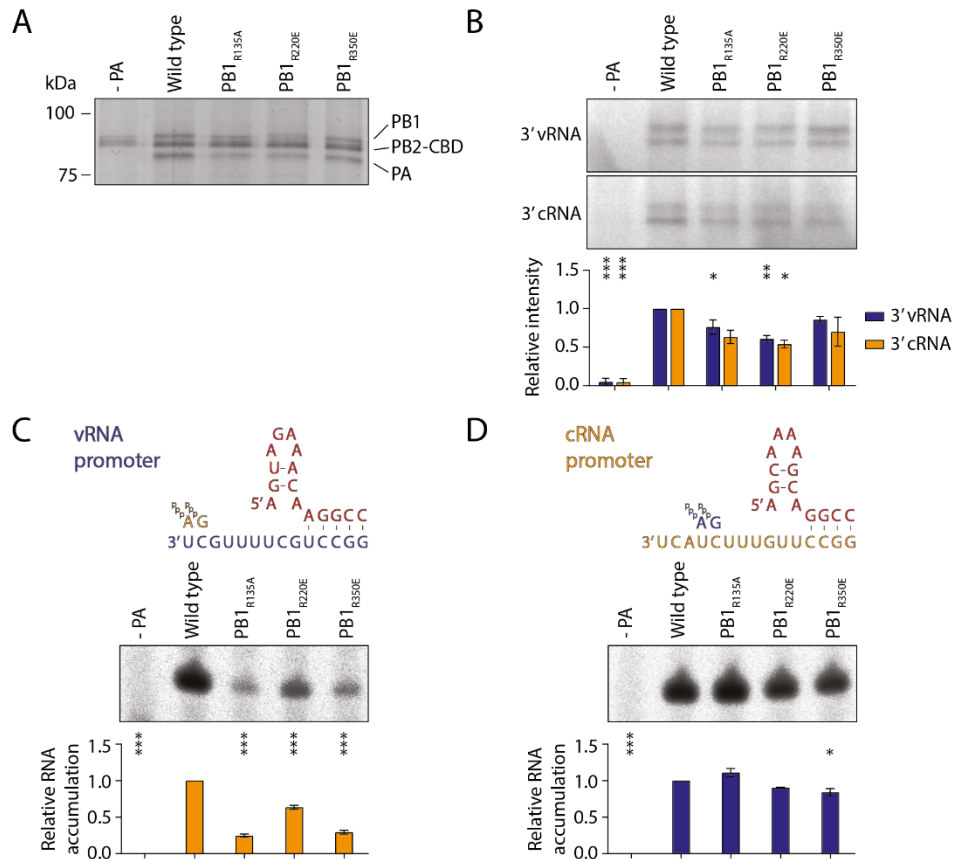 A
kDa
100
75
- PA
Wild type
PB1R135A
PB1R220E
PB1R350E
PB1
PB2-CBD
PA
B
- PA
Wild type
PB1R135A
PB1R220E
PB1R350E
3′ vRNA
3′ cRNA
*** *** * ** *
Relative intensity
1.5
1.0
0.5
0.0
3′ vRNA
3′ cRNA
C
vRNA
promoter
G A
A A
U - A
G - C
5′ A A
A G G C C
p p p p p p
A G
3′ U C G U U U U C G U C C G G
- PA
Wild type
PB1R135A
PB1R220E
PB1R350E
*** *** *** ***
Relative RNA
accumulation
1.5
1.0
0.5
0.0
D
cRNA
promoter
A A
A A
C - G
G - C
5′ A A
G G C C
p p p p p p
A G
3′ U C A U C U U U G U U C C G G
- PA
Wild type
PB1R135A
PB1R220E
PB1R350E
*** *
Relative RNA
accumulation
1.5
1.0
0.5
0.0